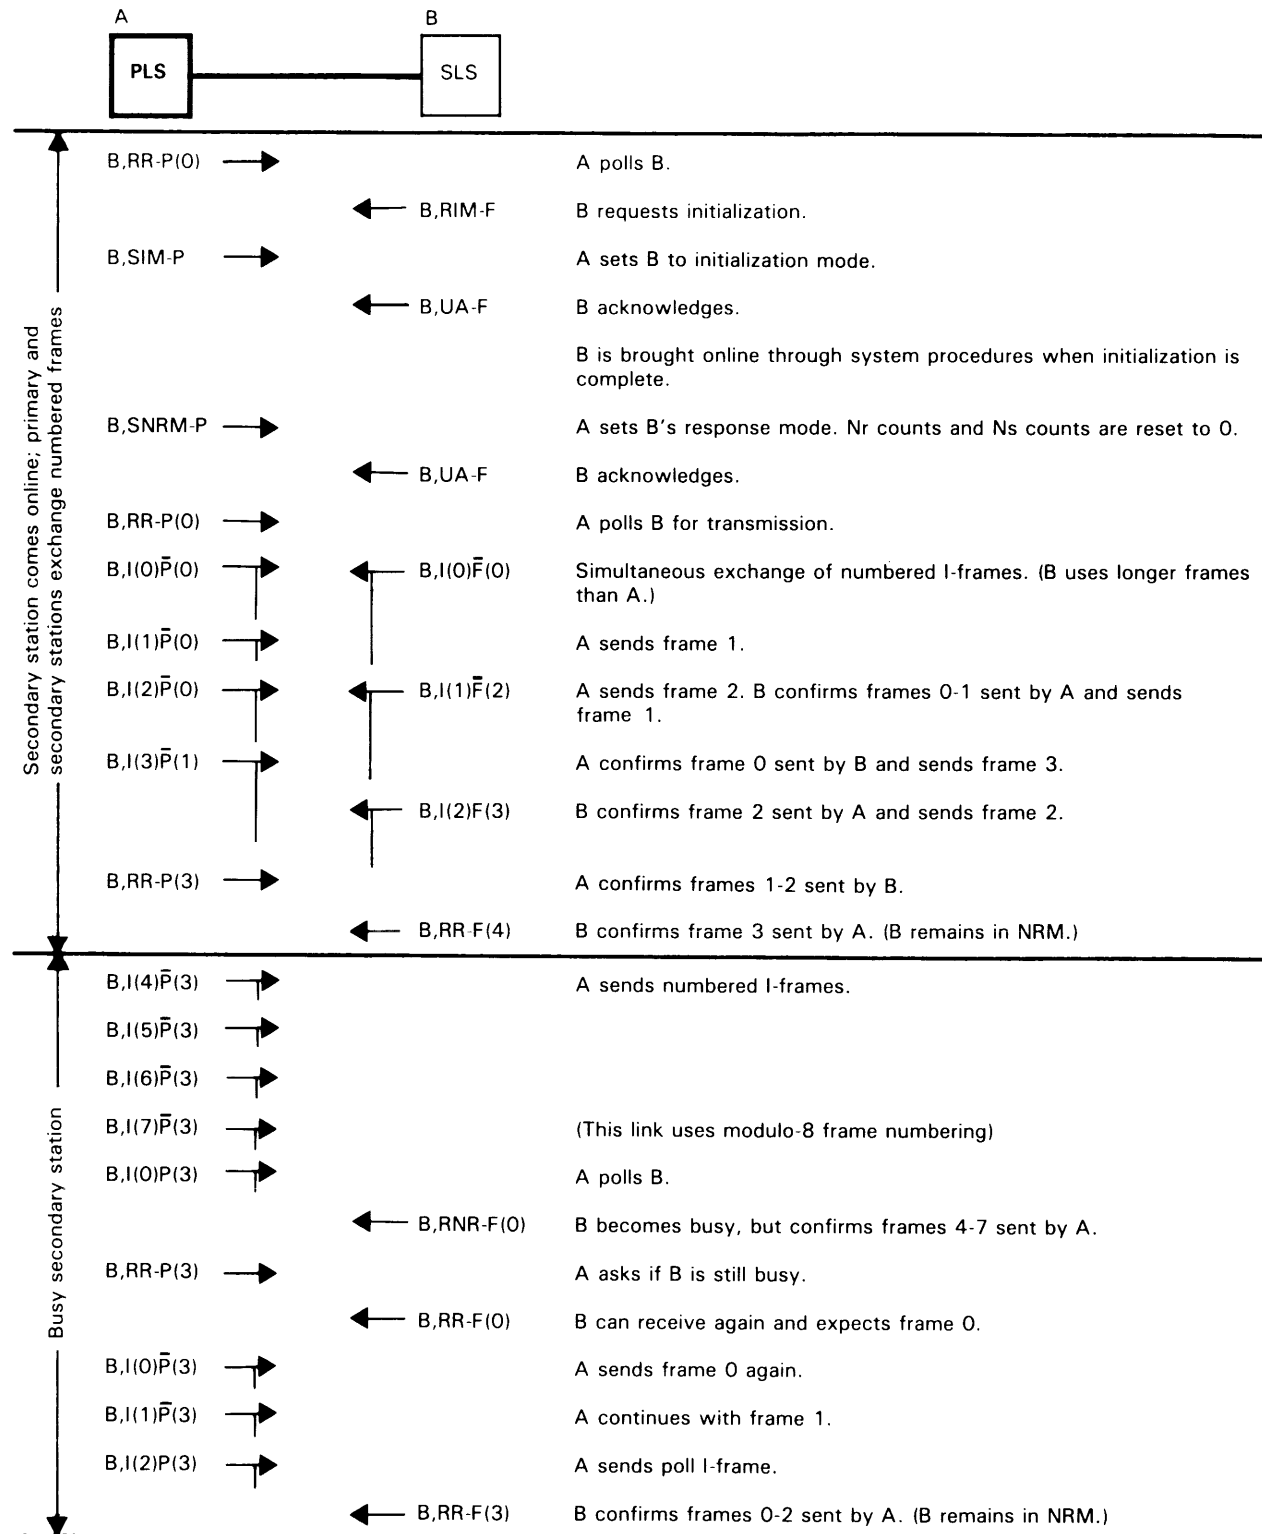 A
B
PLS
SLS
Secondary station comes online; primary and
secondary stations exchange numbered frames
B,RR-P(0)
A polls B.
B,RIM-F
B requests initialization.
B,SIM-P
A sets B to initialization mode.
B,UA-F
B acknowledges.
B is brought online through system procedures when initialization is
complete.
B,SNRM-P
A sets B's response mode. Nr counts and Ns counts are reset to 0.
B,UA-F
B acknowledges.
B,RR-P(0)
A polls B for transmission.
B,I(0)P̅(0)
B,I(0)F̅(0)
Simultaneous exchange of numbered I-frames. (B uses longer frames
than A.)
B,I(1)P̅(0)
A sends frame 1.
B,I(2)P̅(0)
B,I(1)F̅(2)
A sends frame 2. B confirms frames 0-1 sent by A and sends
frame 1.
B,I(3)P̅(1)
A confirms frame 0 sent by B and sends frame 3.
B,I(2)F(3)
B confirms frame 2 sent by A and sends frame 2.
B,RR-P(3)
A confirms frames 1-2 sent by B.
B,RR-F(4)
B confirms frame 3 sent by A. (B remains in NRM.)
Busy secondary station
B,I(4)P̅(3)
A sends numbered I-frames.
B,I(5)P̅(3)
B,I(6)P̅(3)
B,I(7)P̅(3)
(This link uses modulo-8 frame numbering)
B,I(0)P(3)
A polls B.
B,RNR-F(0)
B becomes busy, but confirms frames 4-7 sent by A.
B,RR-P(3)
A asks if B is still busy.
B,RR-F(0)
B can receive again and expects frame 0.
B,I(0)P̅(3)
A sends frame 0 again.
B,I(1)P̅(3)
A continues with frame 1.
B,I(2)P(3)
A sends poll I-frame.
B,RR-F(3)
B confirms frames 0-2 sent by A. (B remains in NRM.)